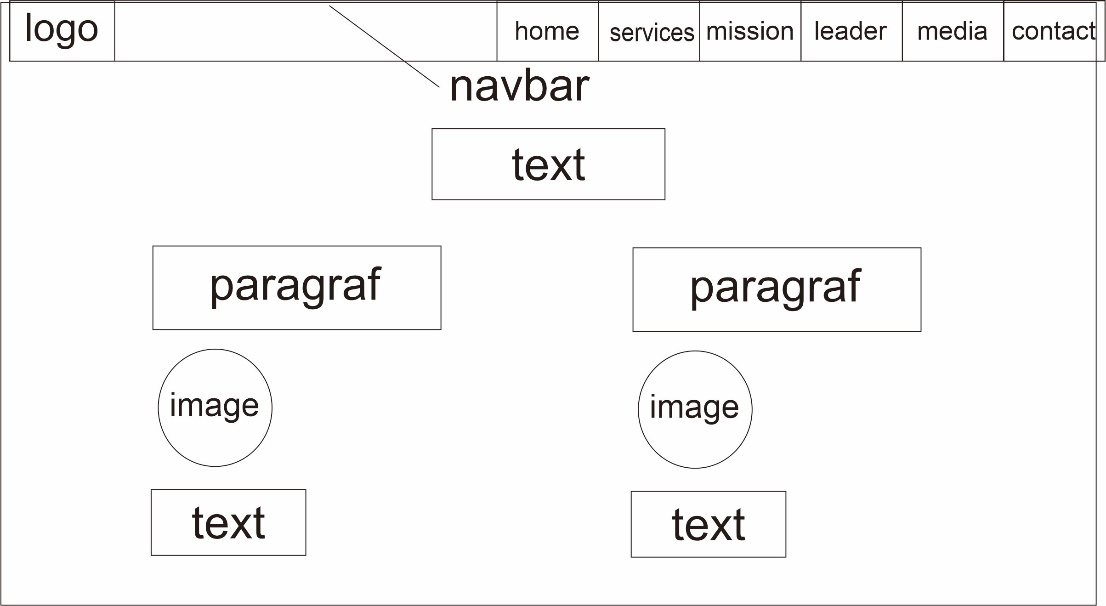 logo
home
services
mission
leader
media
contact
navbar
text
paragraf
paragraf
image
image
text
text